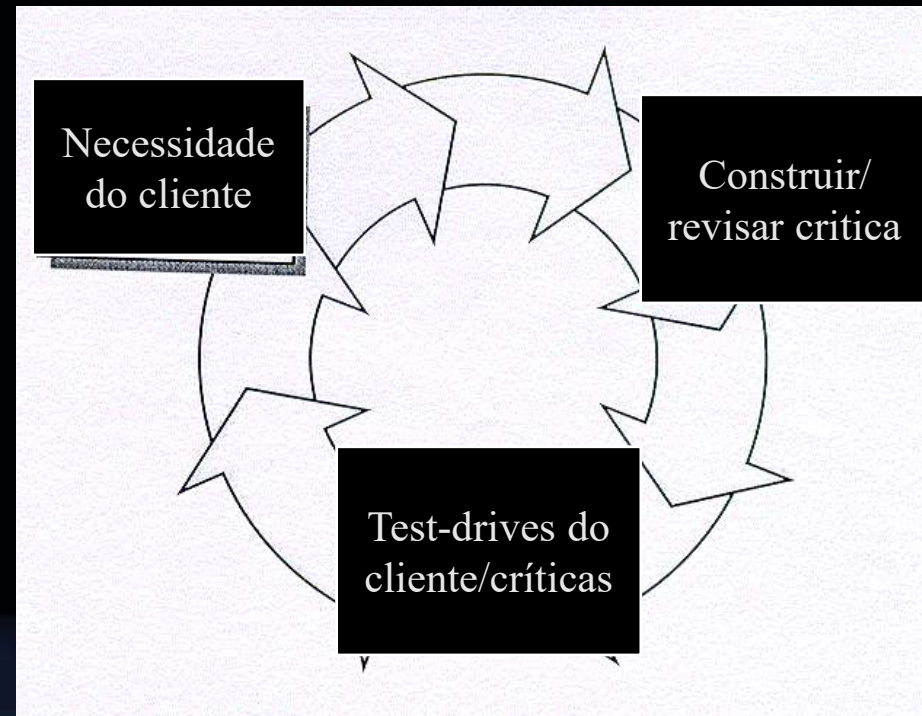 Necessidade
do cliente
Construir/
revisar critica
Test-drives do
cliente/críticas